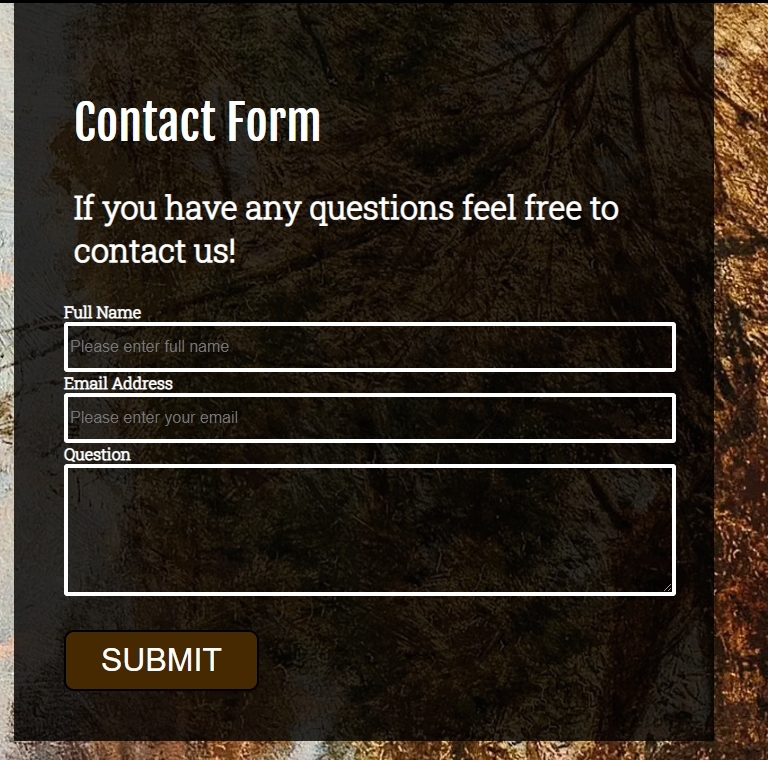 Contact Form
If you have any questions feel free to
contact us!
Full Name
Please enter full name
Email Address
Please enter your email
Question
SUBMIT